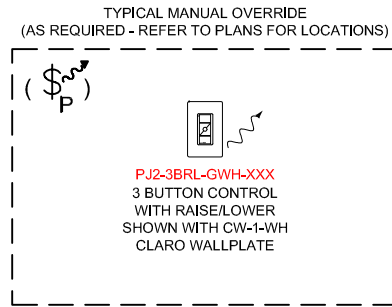 TYPICAL MANUAL OVERRIDE
(AS REQUIRED - REFER TO PLANS FOR LOCATIONS)
($P)
PJ2-3BRL-GWH-XXX
3 BUTTON CONTROL
WITH RAISE/LOWER
SHOWN WITH CW-1-WH
CLARO WALLPLATE